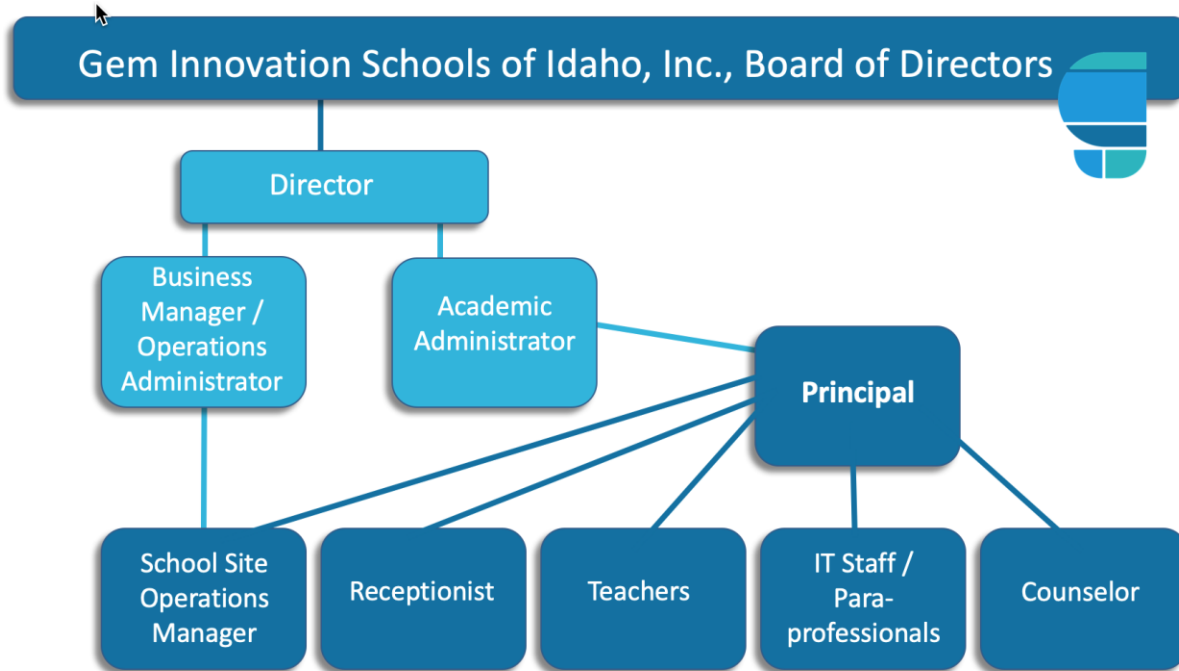 Gem Innovation Schools of Idaho, Inc., Board of Directors
Director
Business
Manager /
Operations
Administrator
Academic
Administrator
Principal
School Site
Operations
Manager
Receptionist
Teachers
IT Staff /
Para-
professionals
Counselor